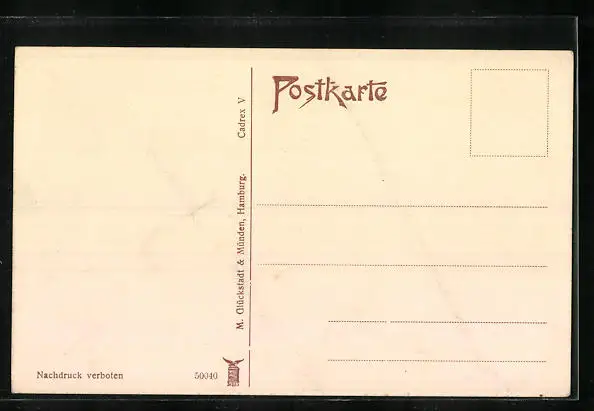 Postkarte
M. Glückstadt & Münden, Hamburg. Cadrex V
Nachdruck verboten 50040